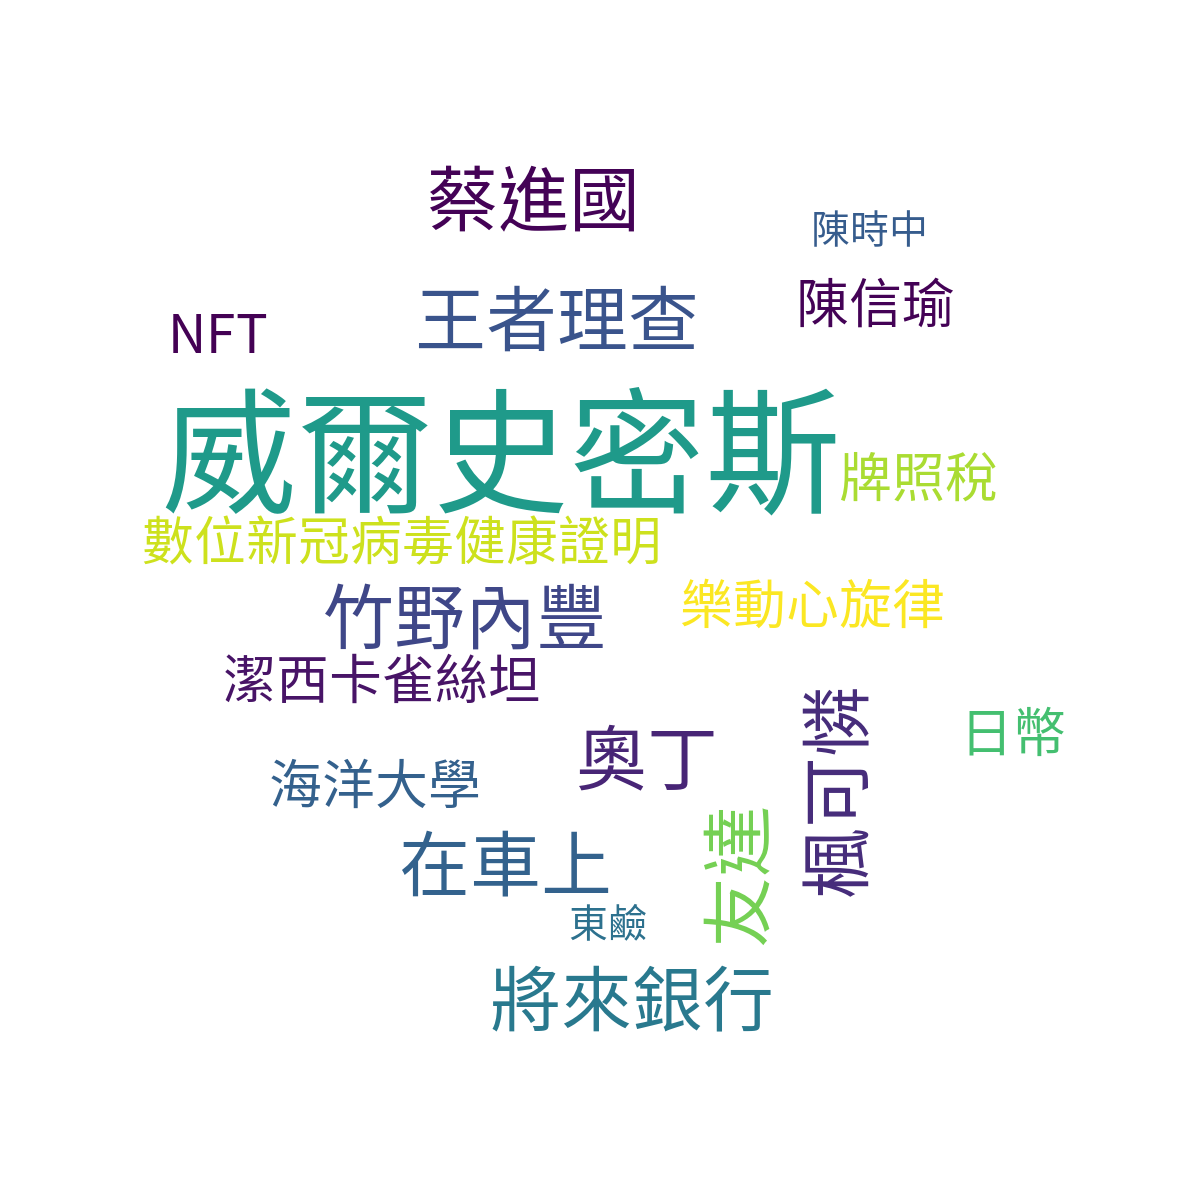 蔡進國
陳時中
王者理查
陳信瑜
NFT
威爾史密斯
牌照稅
數位新冠病毒健康證明
竹野內豐
樂動心旋律
潔西卡雀絲坦
奧丁
楓可憐
日幣
海洋大學
在車上
友達
東鹼
將來銀行